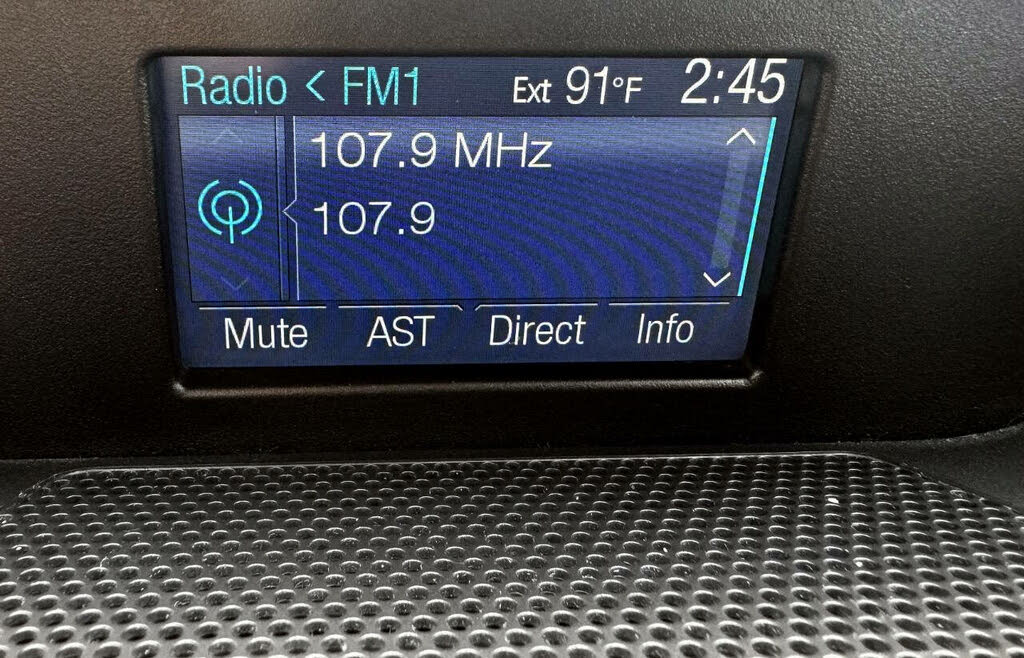 Radio < FM1 Ext 91°F 2:45
107.9 MHz
107.9
Mute AST Direct Info